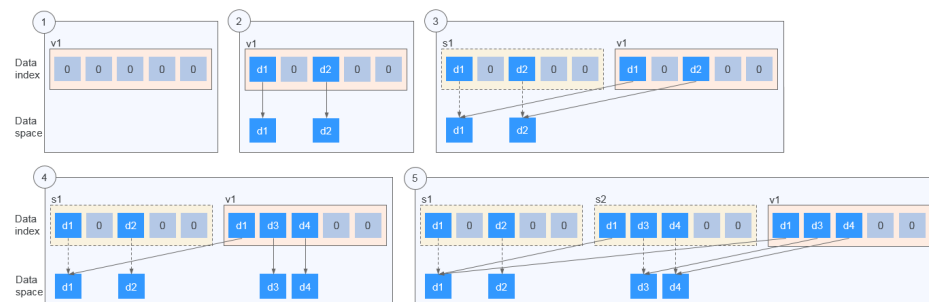 1
v1
Data index
0 0 0 0 0
Data space
2
v1
d1 0 d2 0 0
d1 d2
3
s1 v1
d1 0 d2 0 0 d1 0 d2 0 0
d1 d2
4
s1 v1
Data index
d1 0 d2 0 0 d1 d3 d4 0 0
Data space
d1 d2 d3 d4
5
s1 s2 v1
d1 0 d2 0 0 d1 d3 d4 0 0 d1 d3 d4 0 0
d1 d2 d3 d4